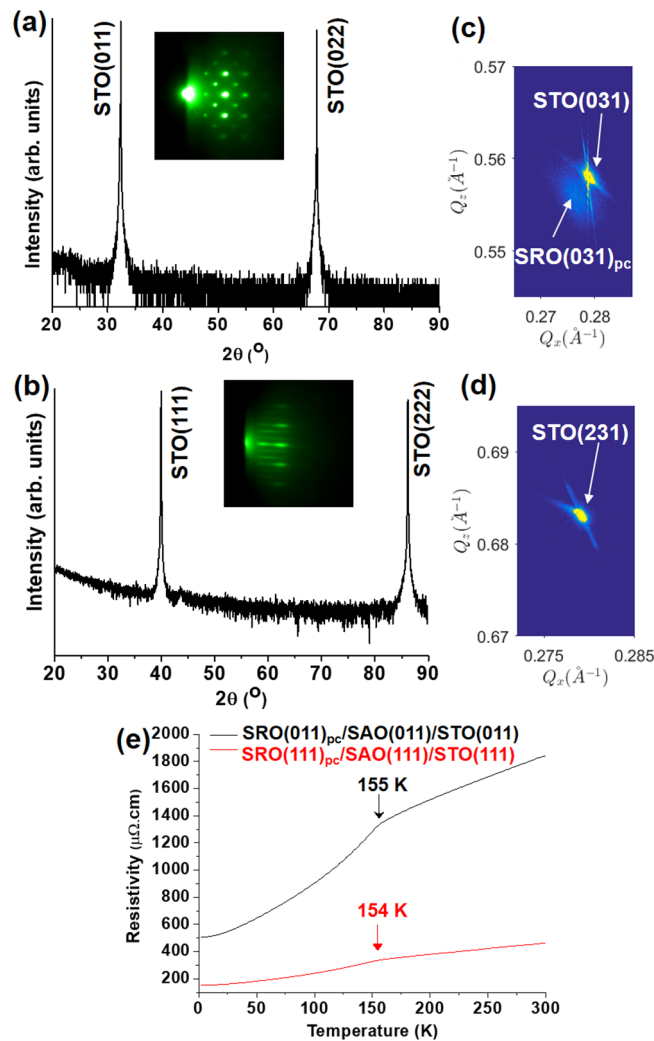 (a)
STO(011)
STO(022)
Intensity (arb. units)
20 30 40 50 60 70 80 90
2θ (°)
(c)
0.57
0.56
0.55
Q_z(Å⁻¹)
STO(031)
SRO(031)pc
0.27 0.28
Q_x(Å⁻¹)
(b)
STO(111)
STO(222)
Intensity (arb. units)
20 30 40 50 60 70 80 90
2θ (°)
(d)
0.69
0.68
0.67
Q_z(Å⁻¹)
STO(231)
0.275 0.285
Q_x(Å⁻¹)
(e)
2000
1800
1600
1400
1200
1000
800
600
400
200
Resistivity (μΩ.cm)
SRO(011)pc/SAO(011)/STO(011)
SRO(111)pc/SAO(111)/STO(111)
155 K
154 K
0 50 100 150 200 250 300
Temperature (K)